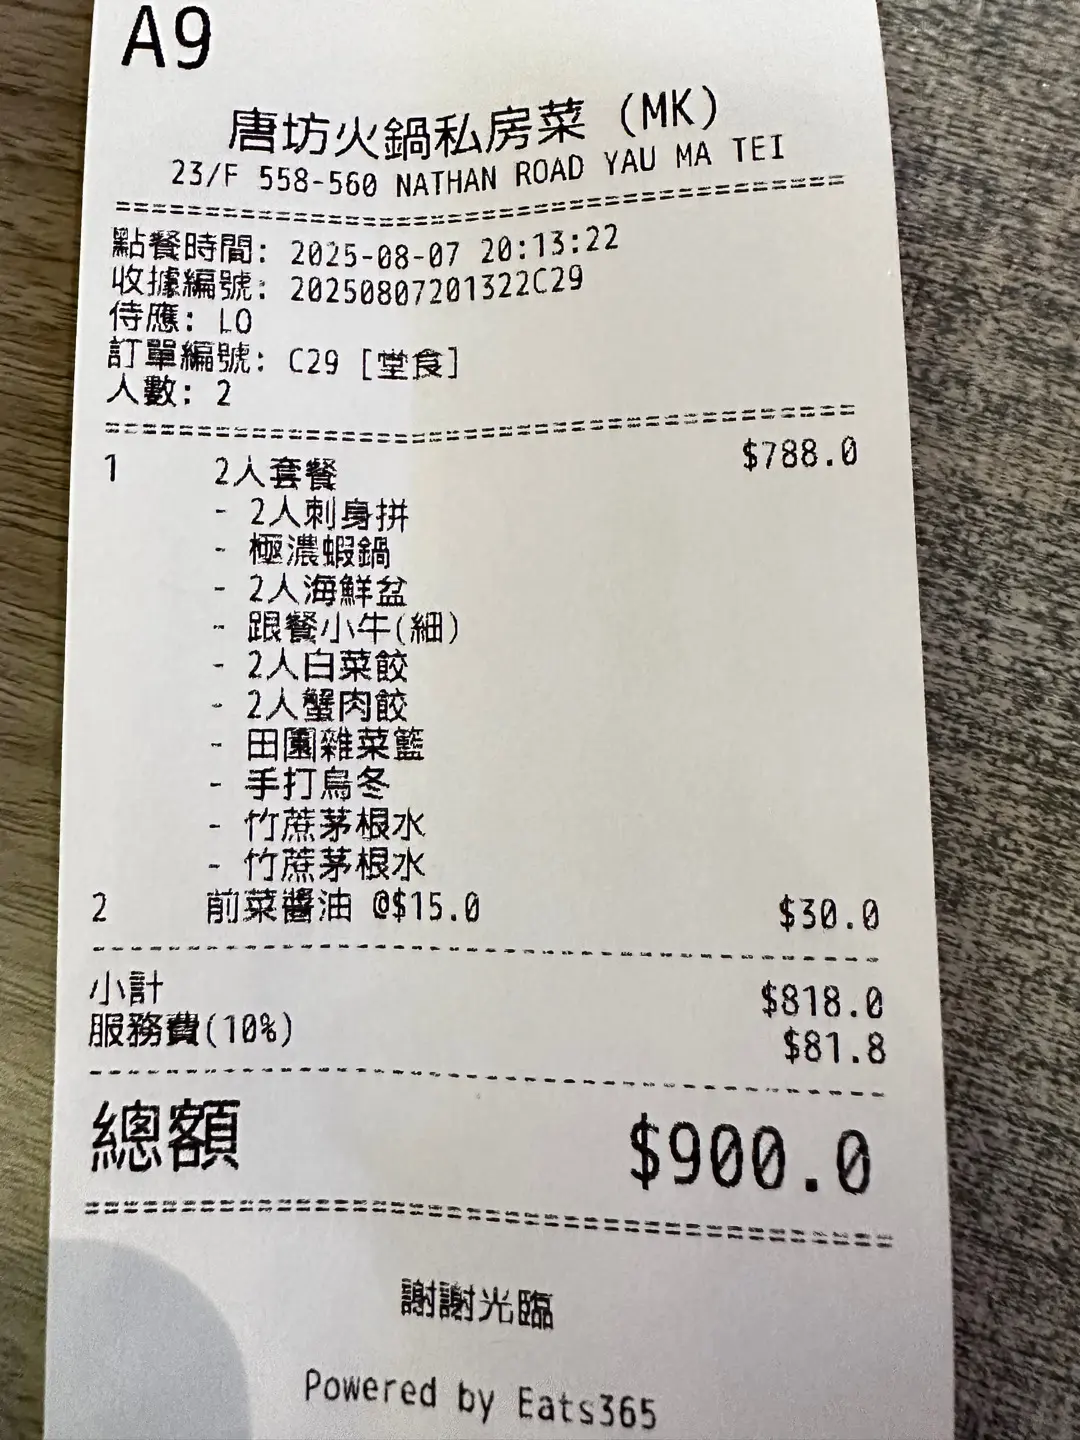 A9
唐坊火鍋私房菜 (MK)
23/F 558-560 NATHAN ROAD YAU MA TEI
點餐時間: 2025-08-07 20:13:22
收據編號: 20250807201322C29
侍應: LO
訂單編號: C29 [堂食]
人數: 2
1 2人套餐 $788.0
- 2人刺身拼
- 極濃蝦鍋
- 2人海鮮盆
- 跟餐小牛(細)
- 2人白菜餃
- 2人蟹肉餃
- 田園雜菜籃
- 手打烏冬
- 竹蔗茅根水
- 竹蔗茅根水
2 前菜醬油 @$15.0 $30.0
小計 $818.0
服務費(10%) $81.8
總額 $900.0
謝謝光臨
Powered by Eats365